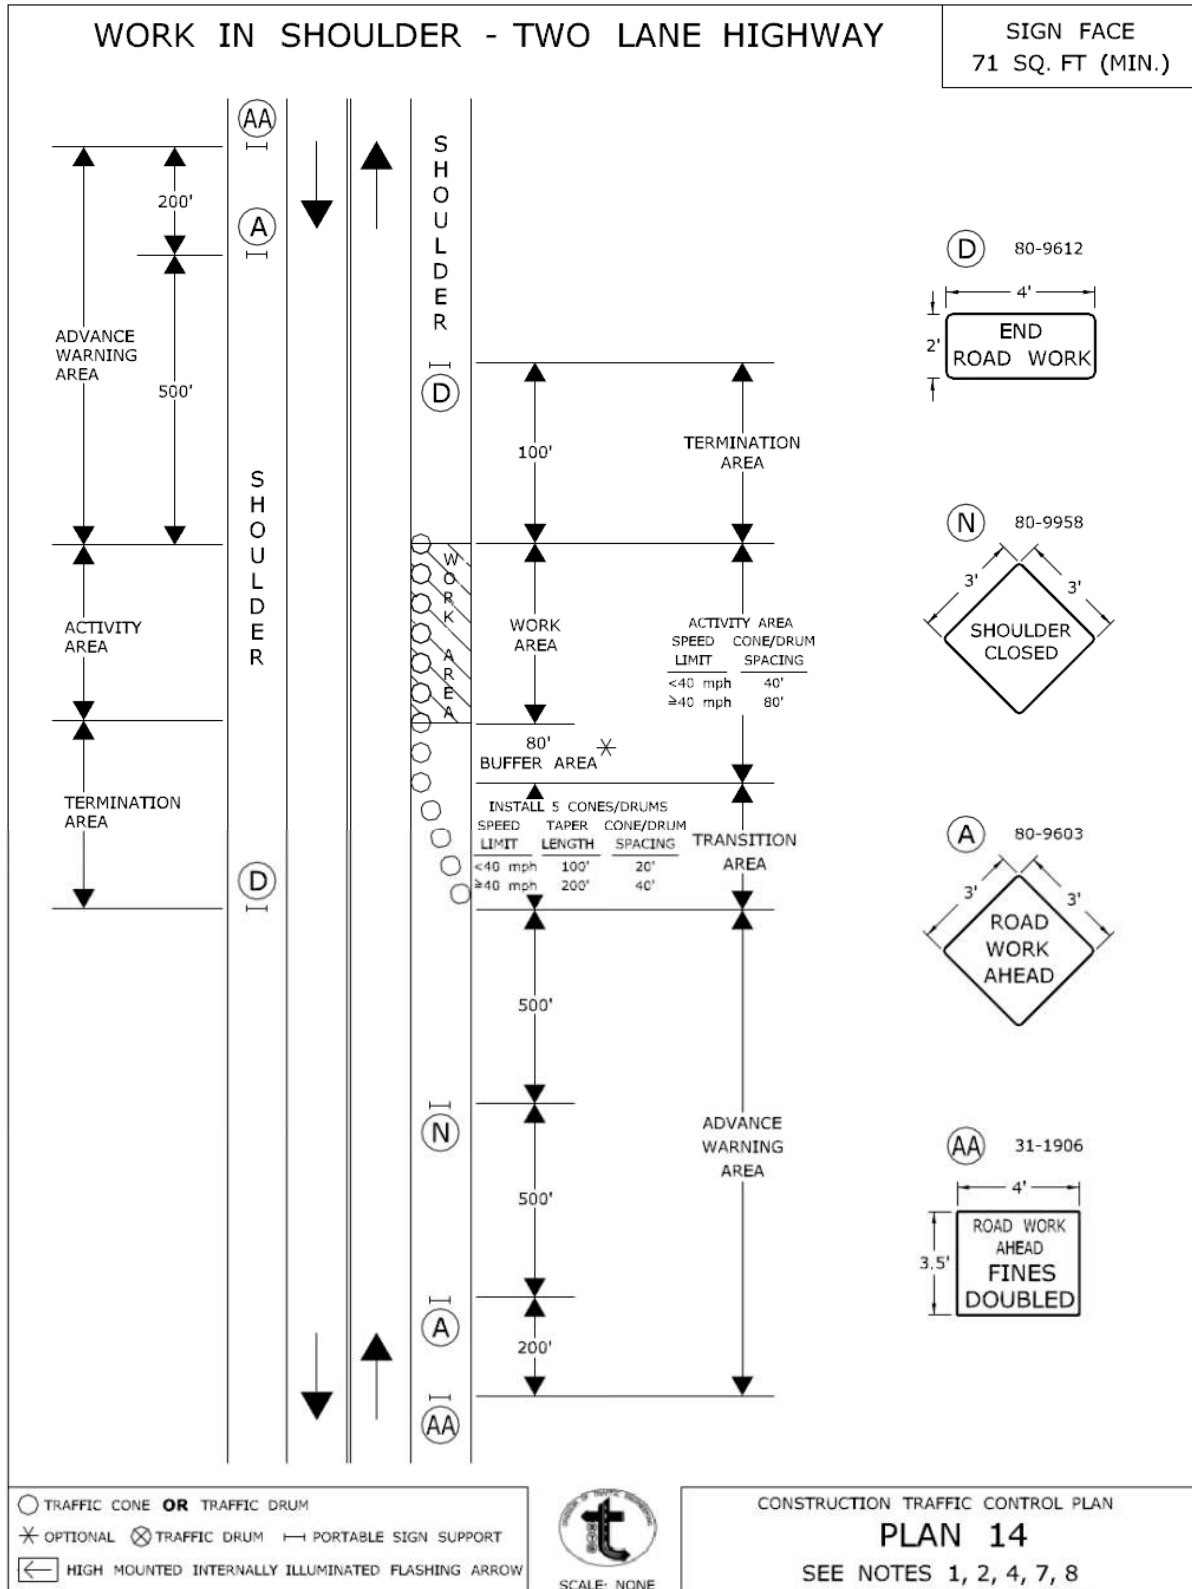 WORK IN SHOULDER - TWO LANE HIGHWAY
SIGN FACE
71 SQ. FT (MIN.)
AA
200'
A
ADVANCE
WARNING
AREA
500'
SHOULDER
SHOULDER
D
100'
TERMINATION
AREA
ACTIVITY
AREA
WORK AREA
WORK
AREA
ACTIVITY AREA
SPEED CONE/DRUM
LIMIT SPACING
<40 mph 40'
≥40 mph 80'
80'
BUFFER AREA
TERMINATION
AREA
D
INSTALL 5 CONES/DRUMS
SPEED TAPER CONE/DRUM
LIMIT LENGTH SPACING
<40 mph 100' 20'
≥40 mph 200' 40'
TRANSITION
AREA
500'
N
500'
A
200'
AA
ADVANCE
WARNING
AREA
D 80-9612
4'
2'
END
ROAD WORK
N 80-9958
3' 3'
SHOULDER
CLOSED
A 80-9603
3' 3'
ROAD
WORK
AHEAD
AA 31-1906
4'
3.5'
ROAD WORK
AHEAD
FINES
DOUBLED
TRAFFIC CONE OR TRAFFIC DRUM
OPTIONAL TRAFFIC DRUM PORTABLE SIGN SUPPORT
HIGH MOUNTED INTERNALLY ILLUMINATED FLASHING ARROW
SCALE: NONE
CONSTRUCTION TRAFFIC CONTROL PLAN
PLAN 14
SEE NOTES 1, 2, 4, 7, 8